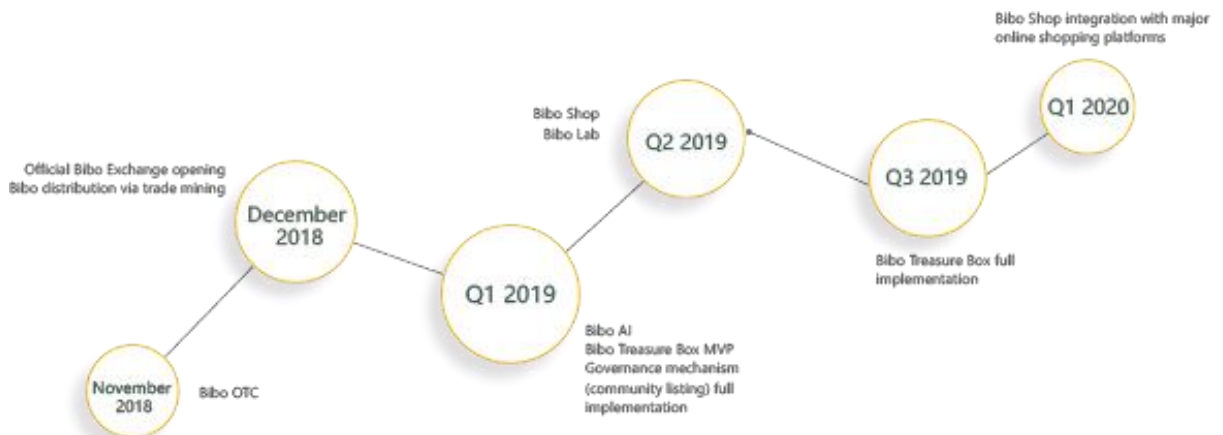 November
2018
Bibo OTC
Official Bibo Exchange opening
Bibo distribution via trade mining
December
2018
Q1 2019
Bibo AI
Bibo Treasure Box MVP
Governance mechanism
(community listing) full
implementation
Bibo Shop
Bibo Lab
Q2 2019
Q3 2019
Bibo Treasure Box full
implementation
Bibo Shop integration with major
online shopping platforms
Q1 2020